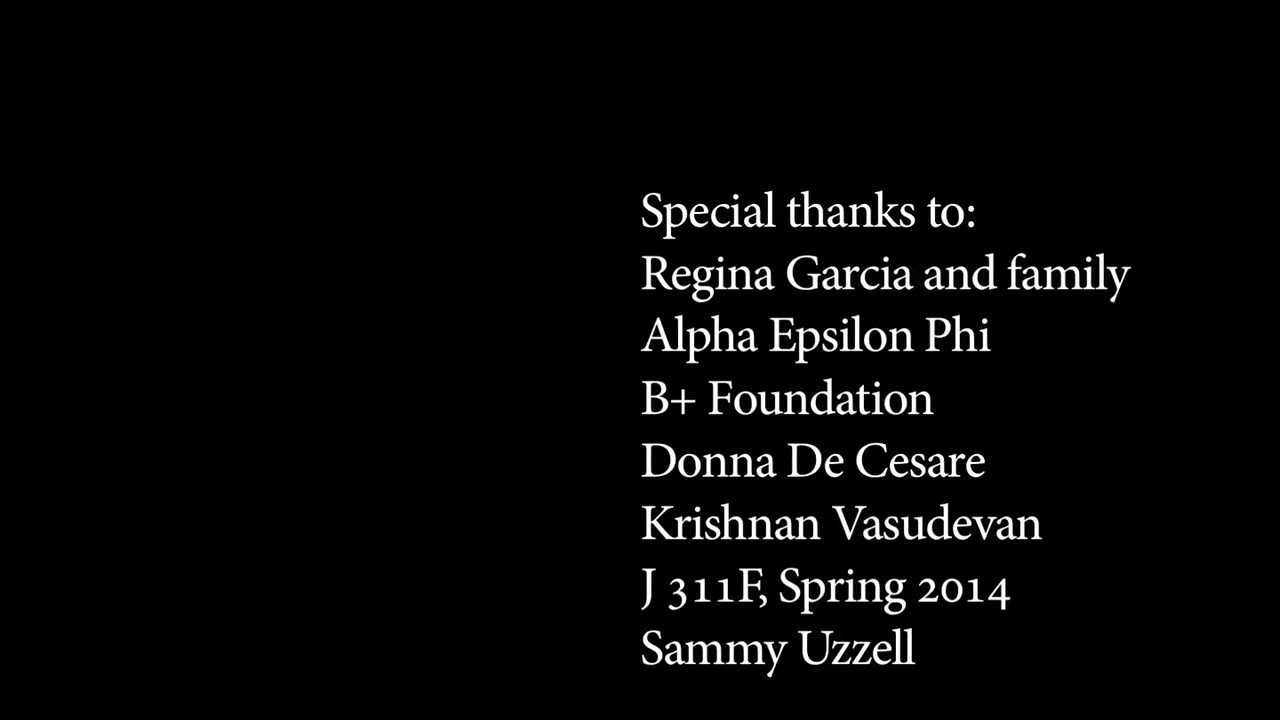 Special thanks to:
Regina Garcia and family
Alpha Epsilon Phi
B+ Foundation
Donna De Cesare
Krishnan Vasudevan
J 311F, Spring 2014
Sammy Uzzell